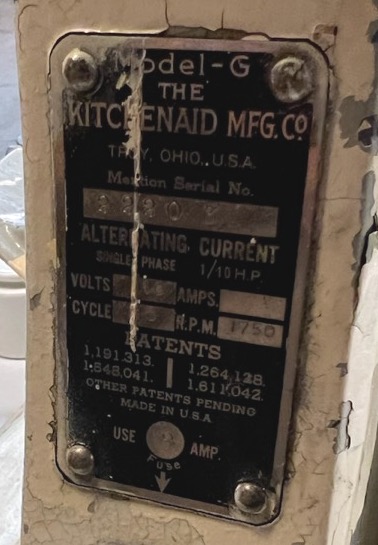 Model-G
THE
KITCHENAID MFG. CO
TROY, OHIO., U.S.A.
Mention Serial No.
ALTERNATING CURRENT
SINGLE PHASE 1/10 H.P.
VOLTS AMPS.
CYCLE R.P.M. 1750
PATENTS
1,191,313. 1,264,128.
1,548,041. 1.611.042.
OTHER PATENTS PENDING
MADE IN U.S.A
USE AMP.
Fuse